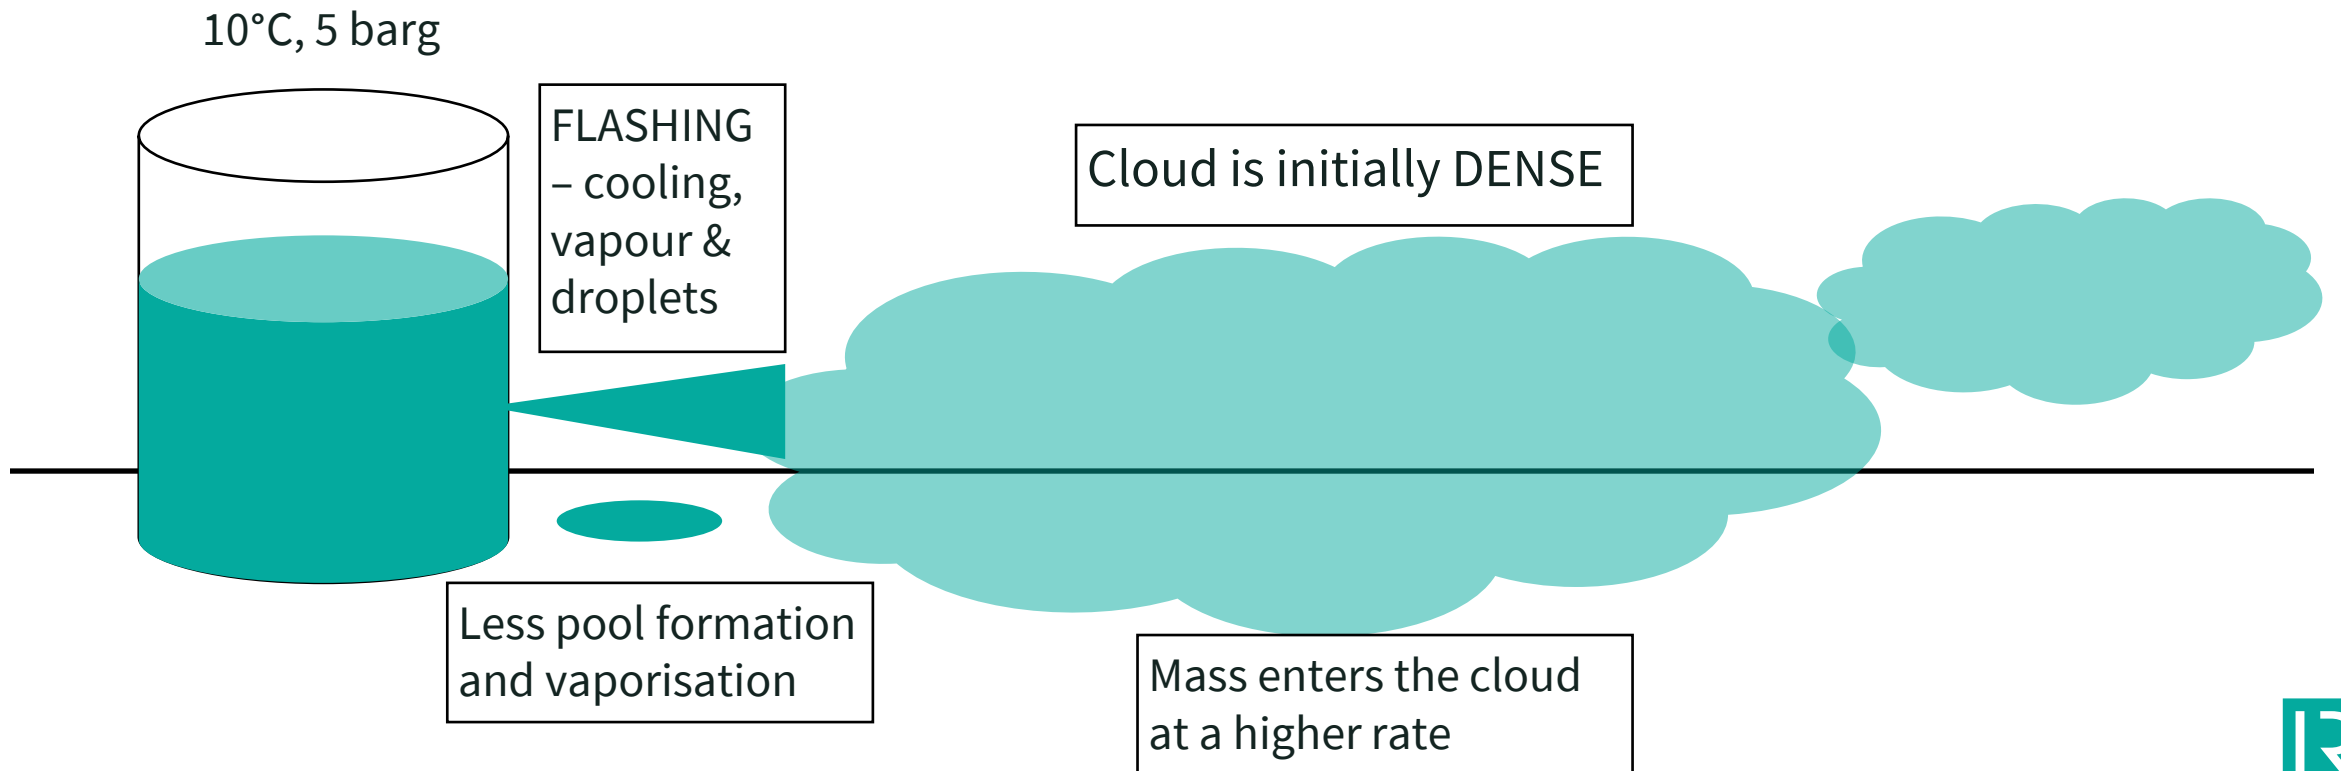 10°C, 5 barg
FLASHING
– cooling,
vapour &
droplets
Cloud is initially DENSE
Less pool formation
and vaporisation
Mass enters the cloud
at a higher rate